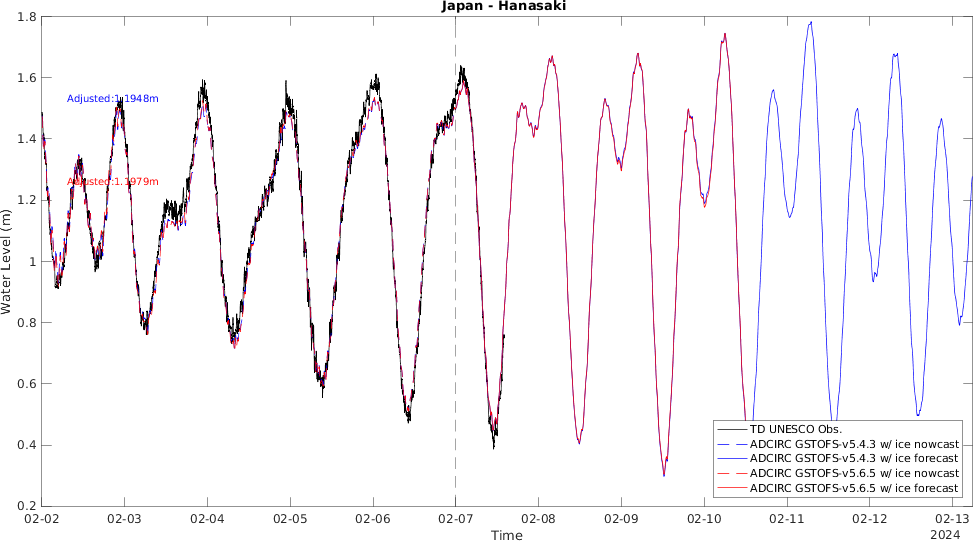 Japan - Hanasaki
1.8
1.6
1.4
1.2
1
0.8
0.6
0.4
0.2
Water Level (m)
Adjusted:1.1948m
Adjusted:1.1979m
TD UNESCO Obs.
ADCIRC GSTOFS-v5.4.3 w/ ice nowcast
ADCIRC GSTOFS-v5.4.3 w/ ice forecast
ADCIRC GSTOFS-v5.6.5 w/ ice nowcast
ADCIRC GSTOFS-v5.6.5 w/ ice forecast
02-02 02-03 02-04 02-05 02-06 02-07 02-08 02-09 02-10 02-11 02-12 02-13
Time
2024